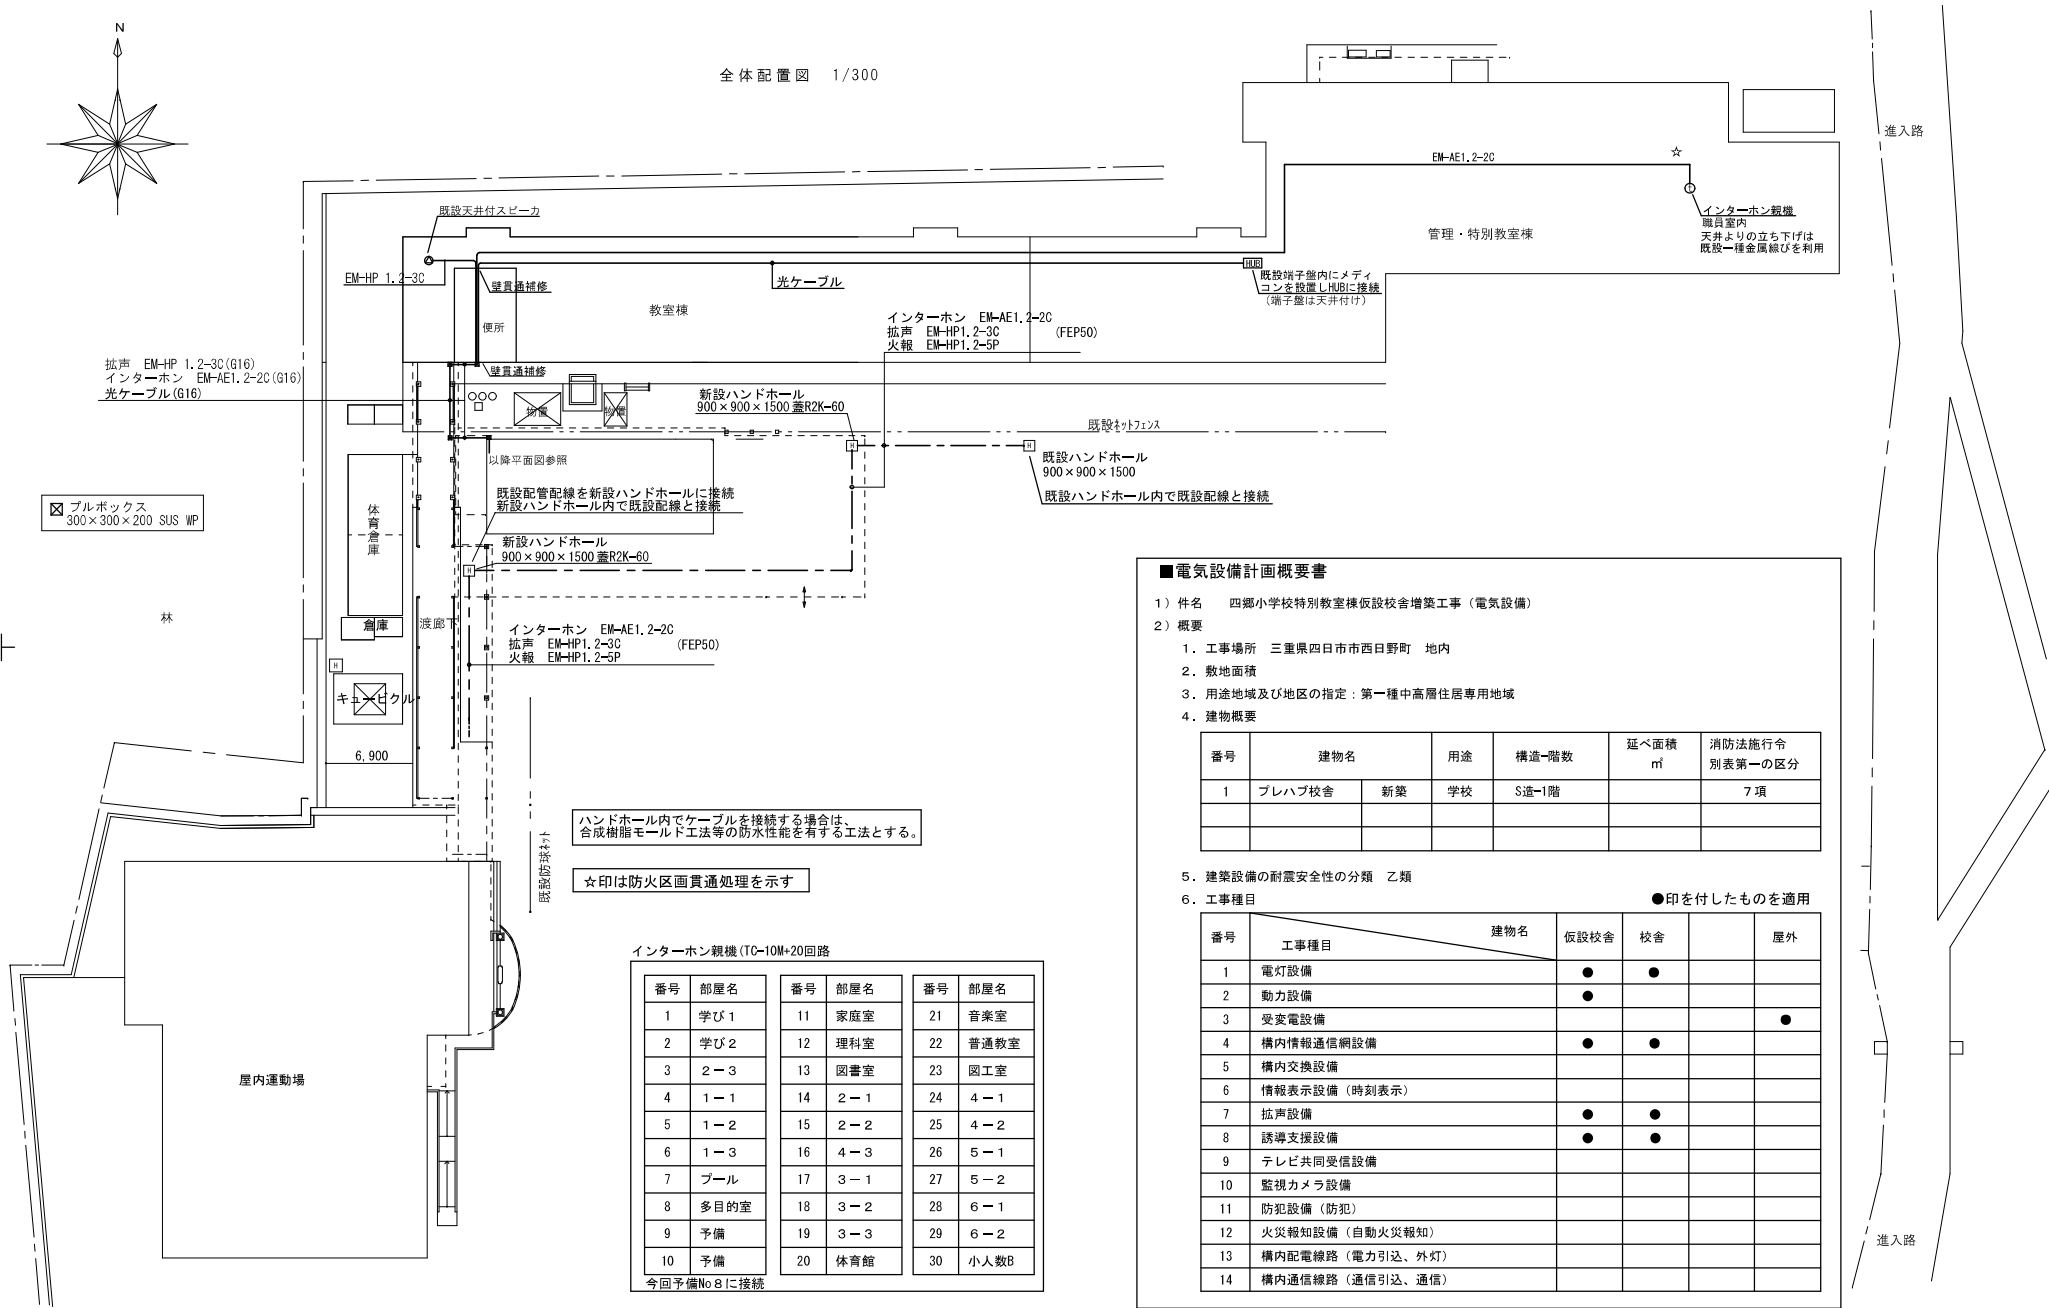 N
全体配置図 1/300
進入路
EM-AE1.2-2C
☆
インターホン親機
職員室内
天井よりの立ち下げは
既設一種金属線ぴを利用
管理・特別教室棟
既設天井付スピーカ
EM-HP 1.2-3C
壁貫通補修
光ケーブル
HUB
既設端子盤内にメディ
コンを設置しHUBに接続
(端子盤は天井付け)
教室棟
便所
インターホン EM-AE1.2-2C
拡声 EM-HP1.2-3C (FEP50)
火報 EM-HP1.2-5P
拡声 EM-HP 1.2-3C(G16)
インターホン EM-AE1.2-2C(G16)
光ケーブル(G16)
壁貫通補修
新設ハンドホール
900×900×1500 蓋R2K-60
物置
物置
既設ネットフェンス
H
H
以降平面図参照
既設ハンドホール
900×900×1500
既設ハンドホール内で既設配線と接続
既設配管配線を新設ハンドホールに接続
新設ハンドホール内で既設配線と接続
プルボックス
300×300×200 SUS WP
体育倉庫
新設ハンドホール
900×900×1500 蓋R2K-60
H
林
倉庫
渡廊下
インターホン EM-AE1.2-2C
拡声 EM-HP1.2-3C (FEP50)
火報 EM-HP1.2-5P
H
キュービクル
6,900
既設防球ネット
ハンドホール内でケーブルを接続する場合は、
合成樹脂モールド工法等の防水性能を有する工法とする。
☆印は防火区画貫通処理を示す
屋内運動場
インターホン親機(TC-10M+20回路
番号 部屋名 番号 部屋名 番号 部屋名
1 学び1 11 家庭室 21 音楽室
2 学び2 12 理科室 22 普通教室
3 2-3 13 図書室 23 図工室
4 1-1 14 2-1 24 4-1
5 1-2 15 2-2 25 4-2
6 1-3 16 4-3 26 5-1
7 プール 17 3-1 27 5-2
8 多目的室 18 3-2 28 6-1
9 予備 19 3-3 29 6-2
10 予備 20 体育館 30 小人数B
今回予備No8に接続
■電気設備計画概要書
1)件名 四郷小学校特別教室棟仮設校舎増築工事(電気設備)
2)概要
1.工事場所 三重県四日市市西日野町 地内
2.敷地面積
3.用途地域及び地区の指定:第一種中高層住居専用地域
4.建物概要
番号 建物名 用途 構造-階数 延べ面積 ㎡ 消防法施行令 別表第一の区分
1 プレハブ校舎 新築 学校 S造-1階 7項
5.建築設備の耐震安全性の分類 乙類
6.工事種目 ●印を付したものを適用
番号 工事種目 建物名 仮設校舎 校舎 屋外
1 電灯設備 ● ●
2 動力設備 ●
3 受変電設備 ●
4 構内情報通信網設備 ● ●
5 構内交換設備
6 情報表示設備(時刻表示)
7 拡声設備 ● ●
8 誘導支援設備 ● ●
9 テレビ共同受信設備
10 監視カメラ設備
11 防犯設備(防犯)
12 火災報知設備(自動火災報知)
13 構内配電線路(電力引込、外灯)
14 構内通信線路(通信引込、通信)
進入路